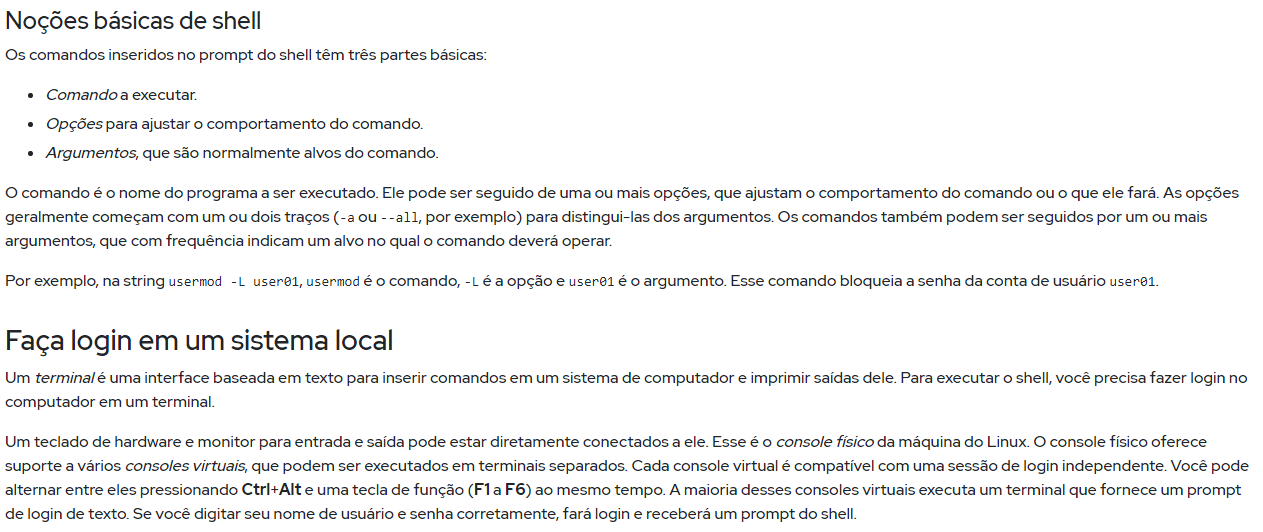 Noções básicas de shell
Os comandos inseridos no prompt do shell têm três partes básicas:
• Comando a executar.
• Opções para ajustar o comportamento do comando.
• Argumentos, que são normalmente alvos do comando.
O comando é o nome do programa a ser executado. Ele pode ser seguido de uma ou mais opções, que ajustam o comportamento do comando ou o que ele fará. As opções
geralmente começam com um ou dois traços (-a ou --all, por exemplo) para distingui-las dos argumentos. Os comandos também podem ser seguidos por um ou mais
argumentos, que com frequência indicam um alvo no qual o comando deverá operar.
Por exemplo, na string usermod -L user01, usermod é o comando, -L é a opção e user01 é o argumento. Esse comando bloqueia a senha da conta de usuário user01.
Faça login em um sistema local
Um terminal é uma interface baseada em texto para inserir comandos em um sistema de computador e imprimir saídas dele. Para executar o shell, você precisa fazer login no
computador em um terminal.
Um teclado de hardware e monitor para entrada e saída pode estar diretamente conectados a ele. Esse é o console físico da máquina do Linux. O console físico oferece
suporte a vários consoles virtuais, que podem ser executados em terminais separados. Cada console virtual é compatível com uma sessão de login independente. Você pode
alternar entre eles pressionando Ctrl+Alt e uma tecla de função (F1 a F6) ao mesmo tempo. A maioria desses consoles virtuais executa um terminal que fornece um prompt
de login de texto. Se você digitar seu nome de usuário e senha corretamente, fará login e receberá um prompt do shell.